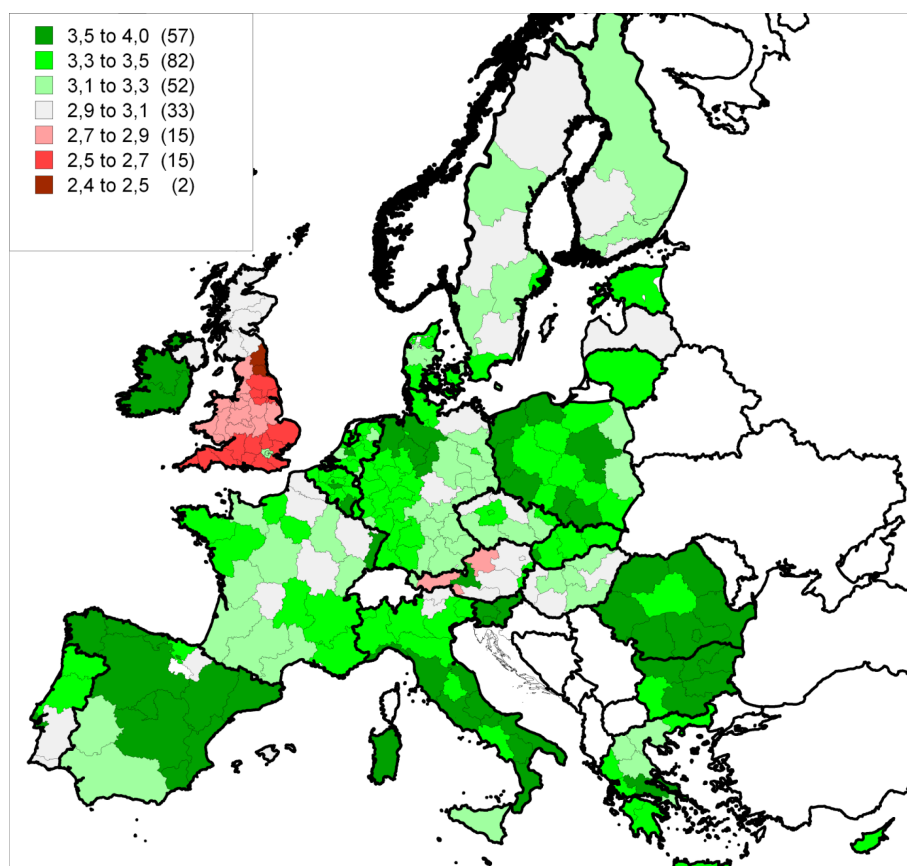 3,5 to 4,0 (57)
3,3 to 3,5 (82)
3,1 to 3,3 (52)
2,9 to 3,1 (33)
2,7 to 2,9 (15)
2,5 to 2,7 (15)
2,4 to 2,5 (2)